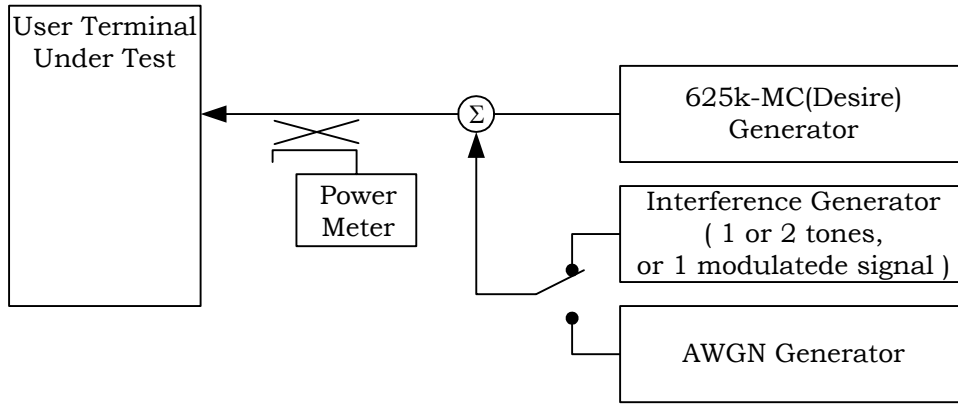 User Terminal
Under Test
Σ
625k-MC(Desire)
Generator
Power
Meter
Interference Generator
( 1 or 2 tones,
or 1 modulatede signal )
AWGN Generator